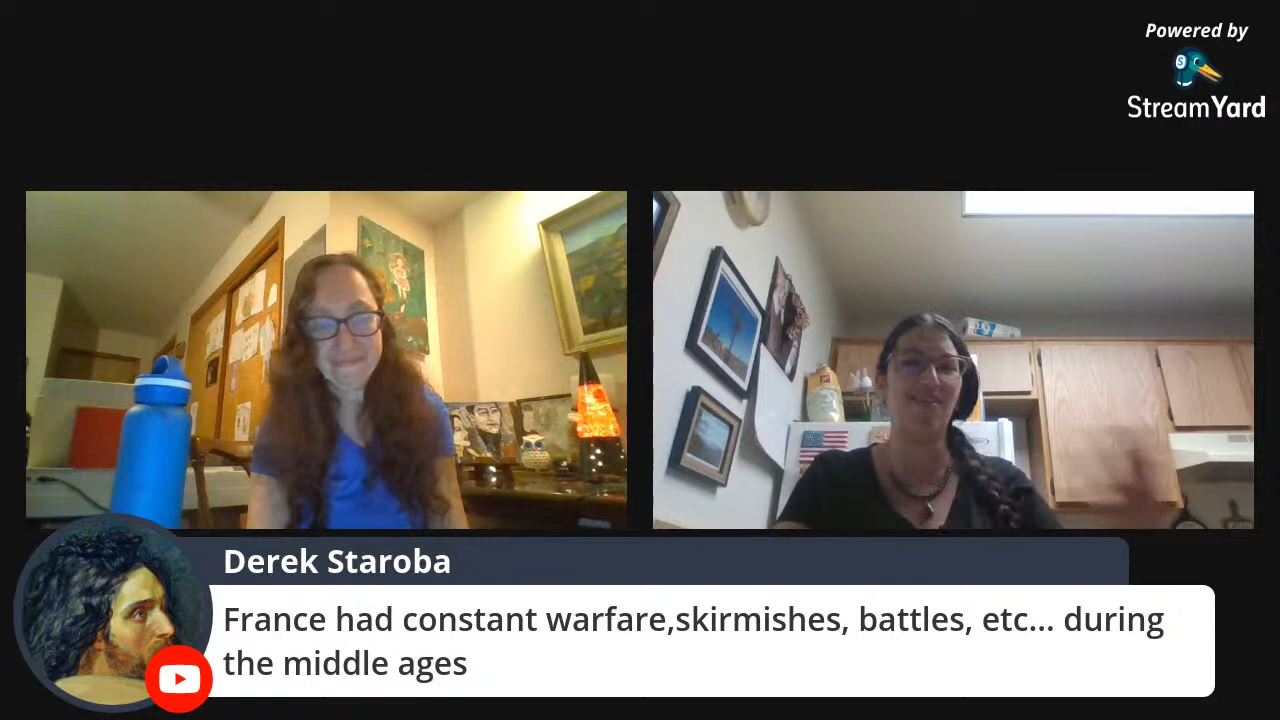 Powered by
StreamYard
Derek Staroba
France had constant warfare,skirmishes, battles, etc... during
the middle ages